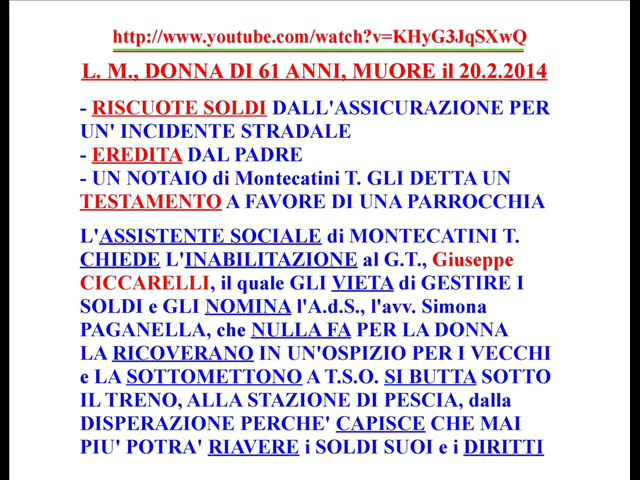 http://www.youtube.com/watch?v=KHyG3JqSXwQ
L. M., DONNA DI 61 ANNI, MUORE il 20.2.2014
- RISCUOTE SOLDI DALL'ASSICURAZIONE PER
UN' INCIDENTE STRADALE
- EREDITA DAL PADRE
- UN NOTAIO di Montecatini T. GLI DETTA UN
TESTAMENTO A FAVORE DI UNA PARROCCHIA
L'ASSISTENTE SOCIALE di MONTECATINI T.
CHIEDE L'INABILITAZIONE al G.T., Giuseppe
CICCARELLI, il quale GLI VIETA di GESTIRE I
SOLDI e GLI NOMINA l'A.d.S., l'avv. Simona
PAGANELLA, che NULLA FA PER LA DONNA
LA RICOVERANO IN UN'OSPIZIO PER I VECCHI
e LA SOTTOMETTONO A T.S.O. SI BUTTA SOTTO
IL TRENO, ALLA STAZIONE DI PESCIA, dalla
DISPERAZIONE PERCHE' CAPISCE CHE MAI
PIU' POTRA' RIAVERE i SOLDI SUOI e i DIRITTI